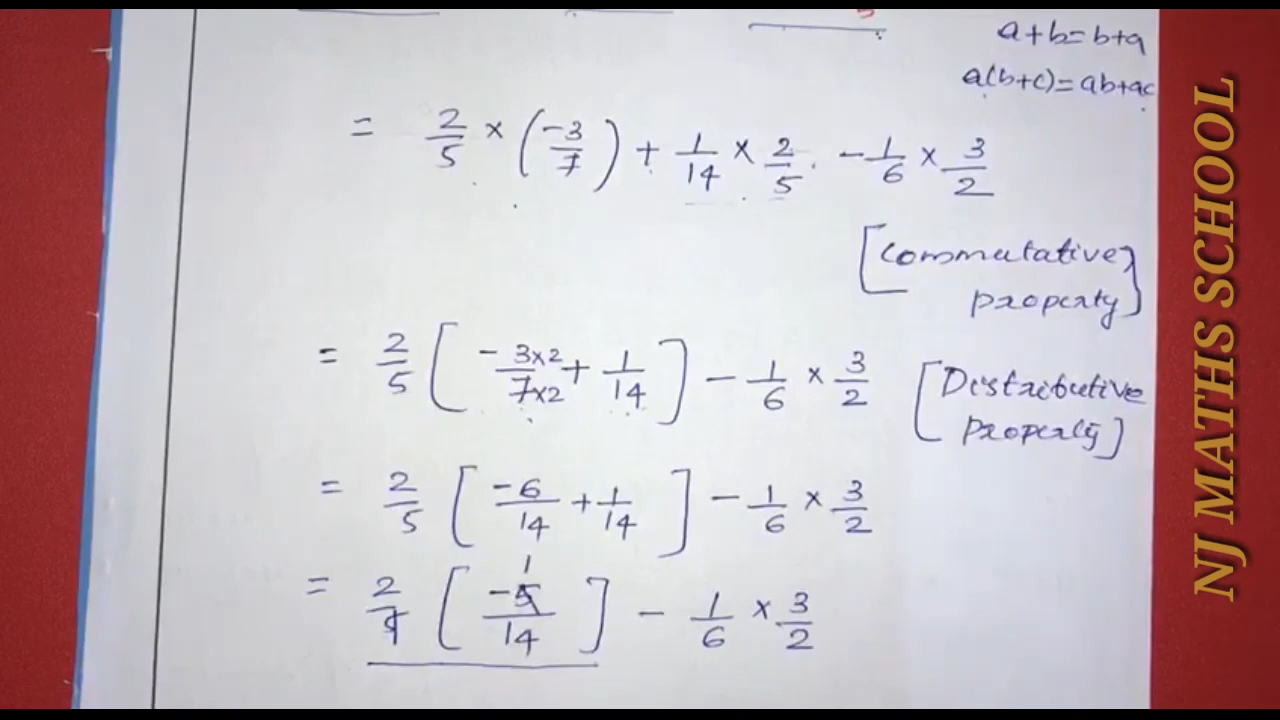 a+b=b+a
a(b+c)=ab+ac
= 2/5 × (-3/7) + 1/14 × 2/5 - 1/6 × 3/2
[Commutative property]
= 2/5 [ - 3×2/7×2 + 1/14 ] - 1/6 × 3/2 [Distributive property]
= 2/5 [ -6/14 + 1/14 ] - 1/6 × 3/2
1
= 2/1 [ -5/14 ] - 1/6 × 3/2
NJ MATHS SCHOOL